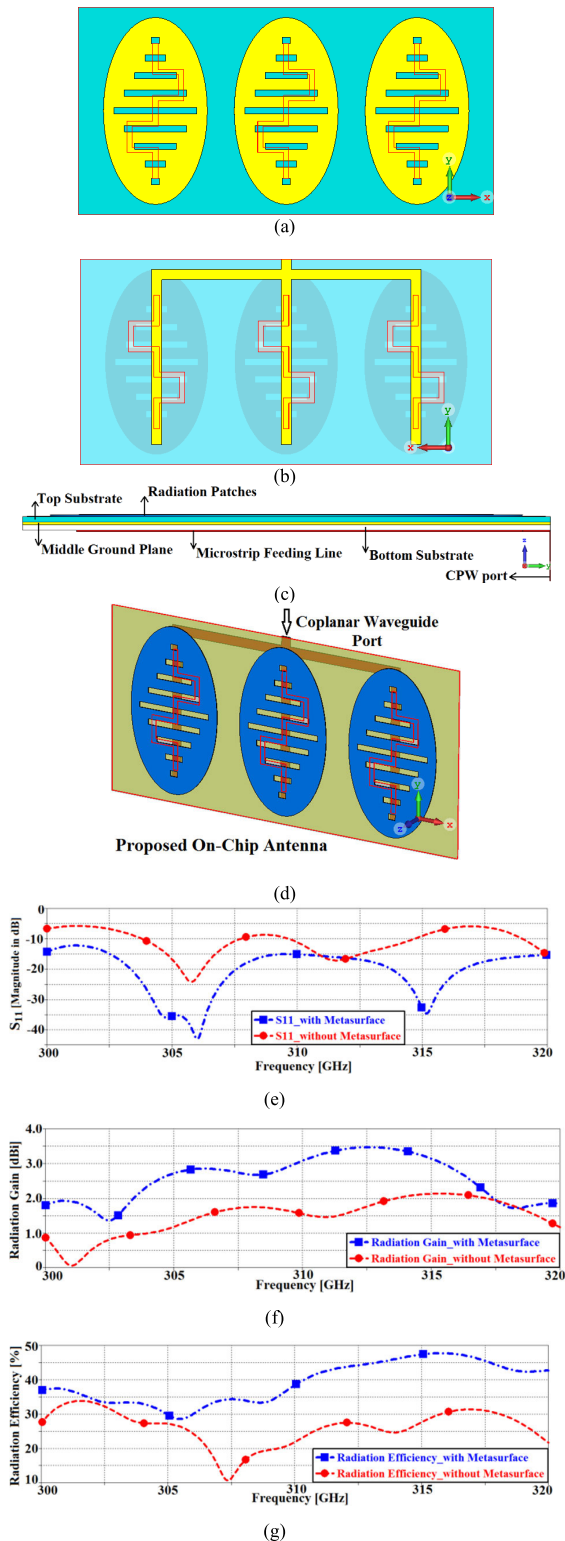 y
z
x
(a)
y
x
(b)
Top Substrate
Radiation Patches
Middle Ground Plane
Microstrip Feeding Line
Bottom Substrate
z
y
CPW port
(c)
Coplanar Waveguide
Port
y
z
x
Proposed On-Chip Antenna
(d)
S11 [Magnitude in dB]
0
-10
-20
-30
-40
S11_with Metasurface
S11_without Metasurface
300
305
310
315
320
Frequency [GHz]
(e)
Radiation Gain [dBi]
4.0
3.0
2.0
1.0
0
Radiation Gain_with Metasurface
Radiation Gain_without Metasurface
300
305
310
315
320
Frequency [GHz]
(f)
Radiation Efficiency [%]
50
40
30
20
10
Radiation Efficiency_with Metasurface
Radiation Efficiency_without Metasurface
300
305
310
315
320
Frequency [GHz]
(g)